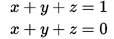 x + y + z = 1
x + y + z = 0